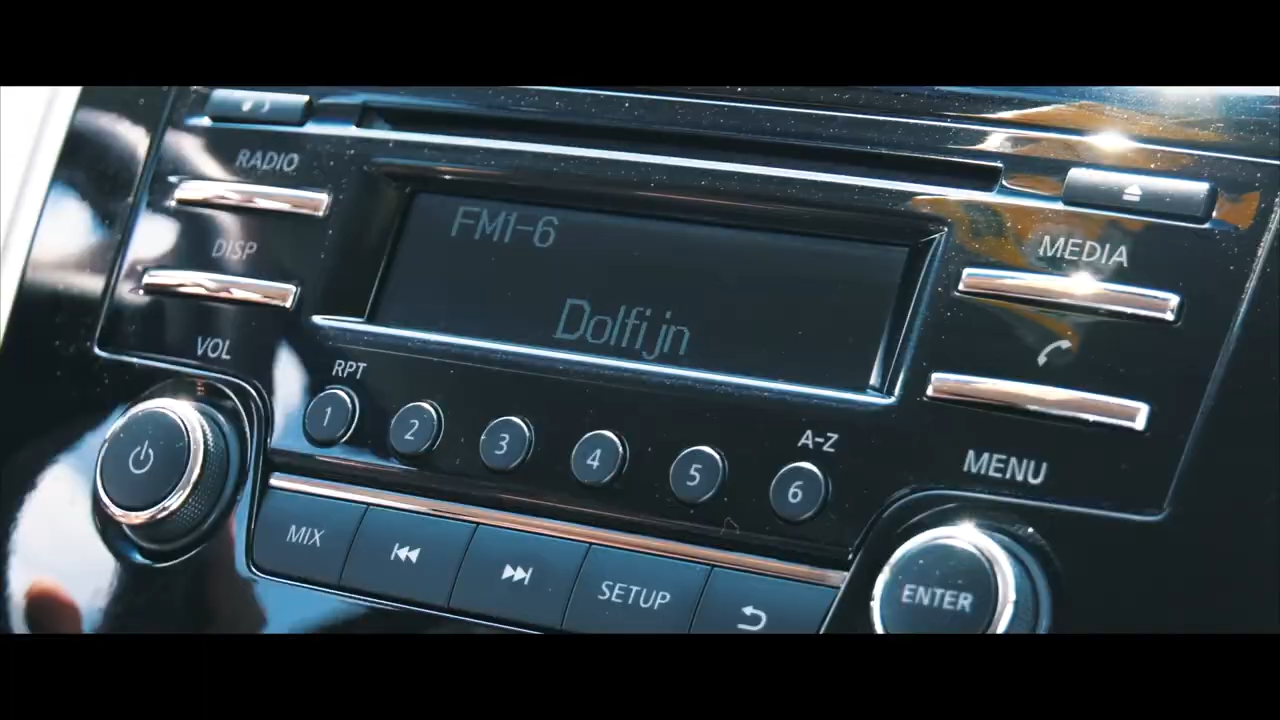 RADIO
FM1-6
MEDIA
DISP
Dolfijn
VOL
RPT
A-Z
MENU
1 2 3 4 5 6
MIX
SETUP
ENTER